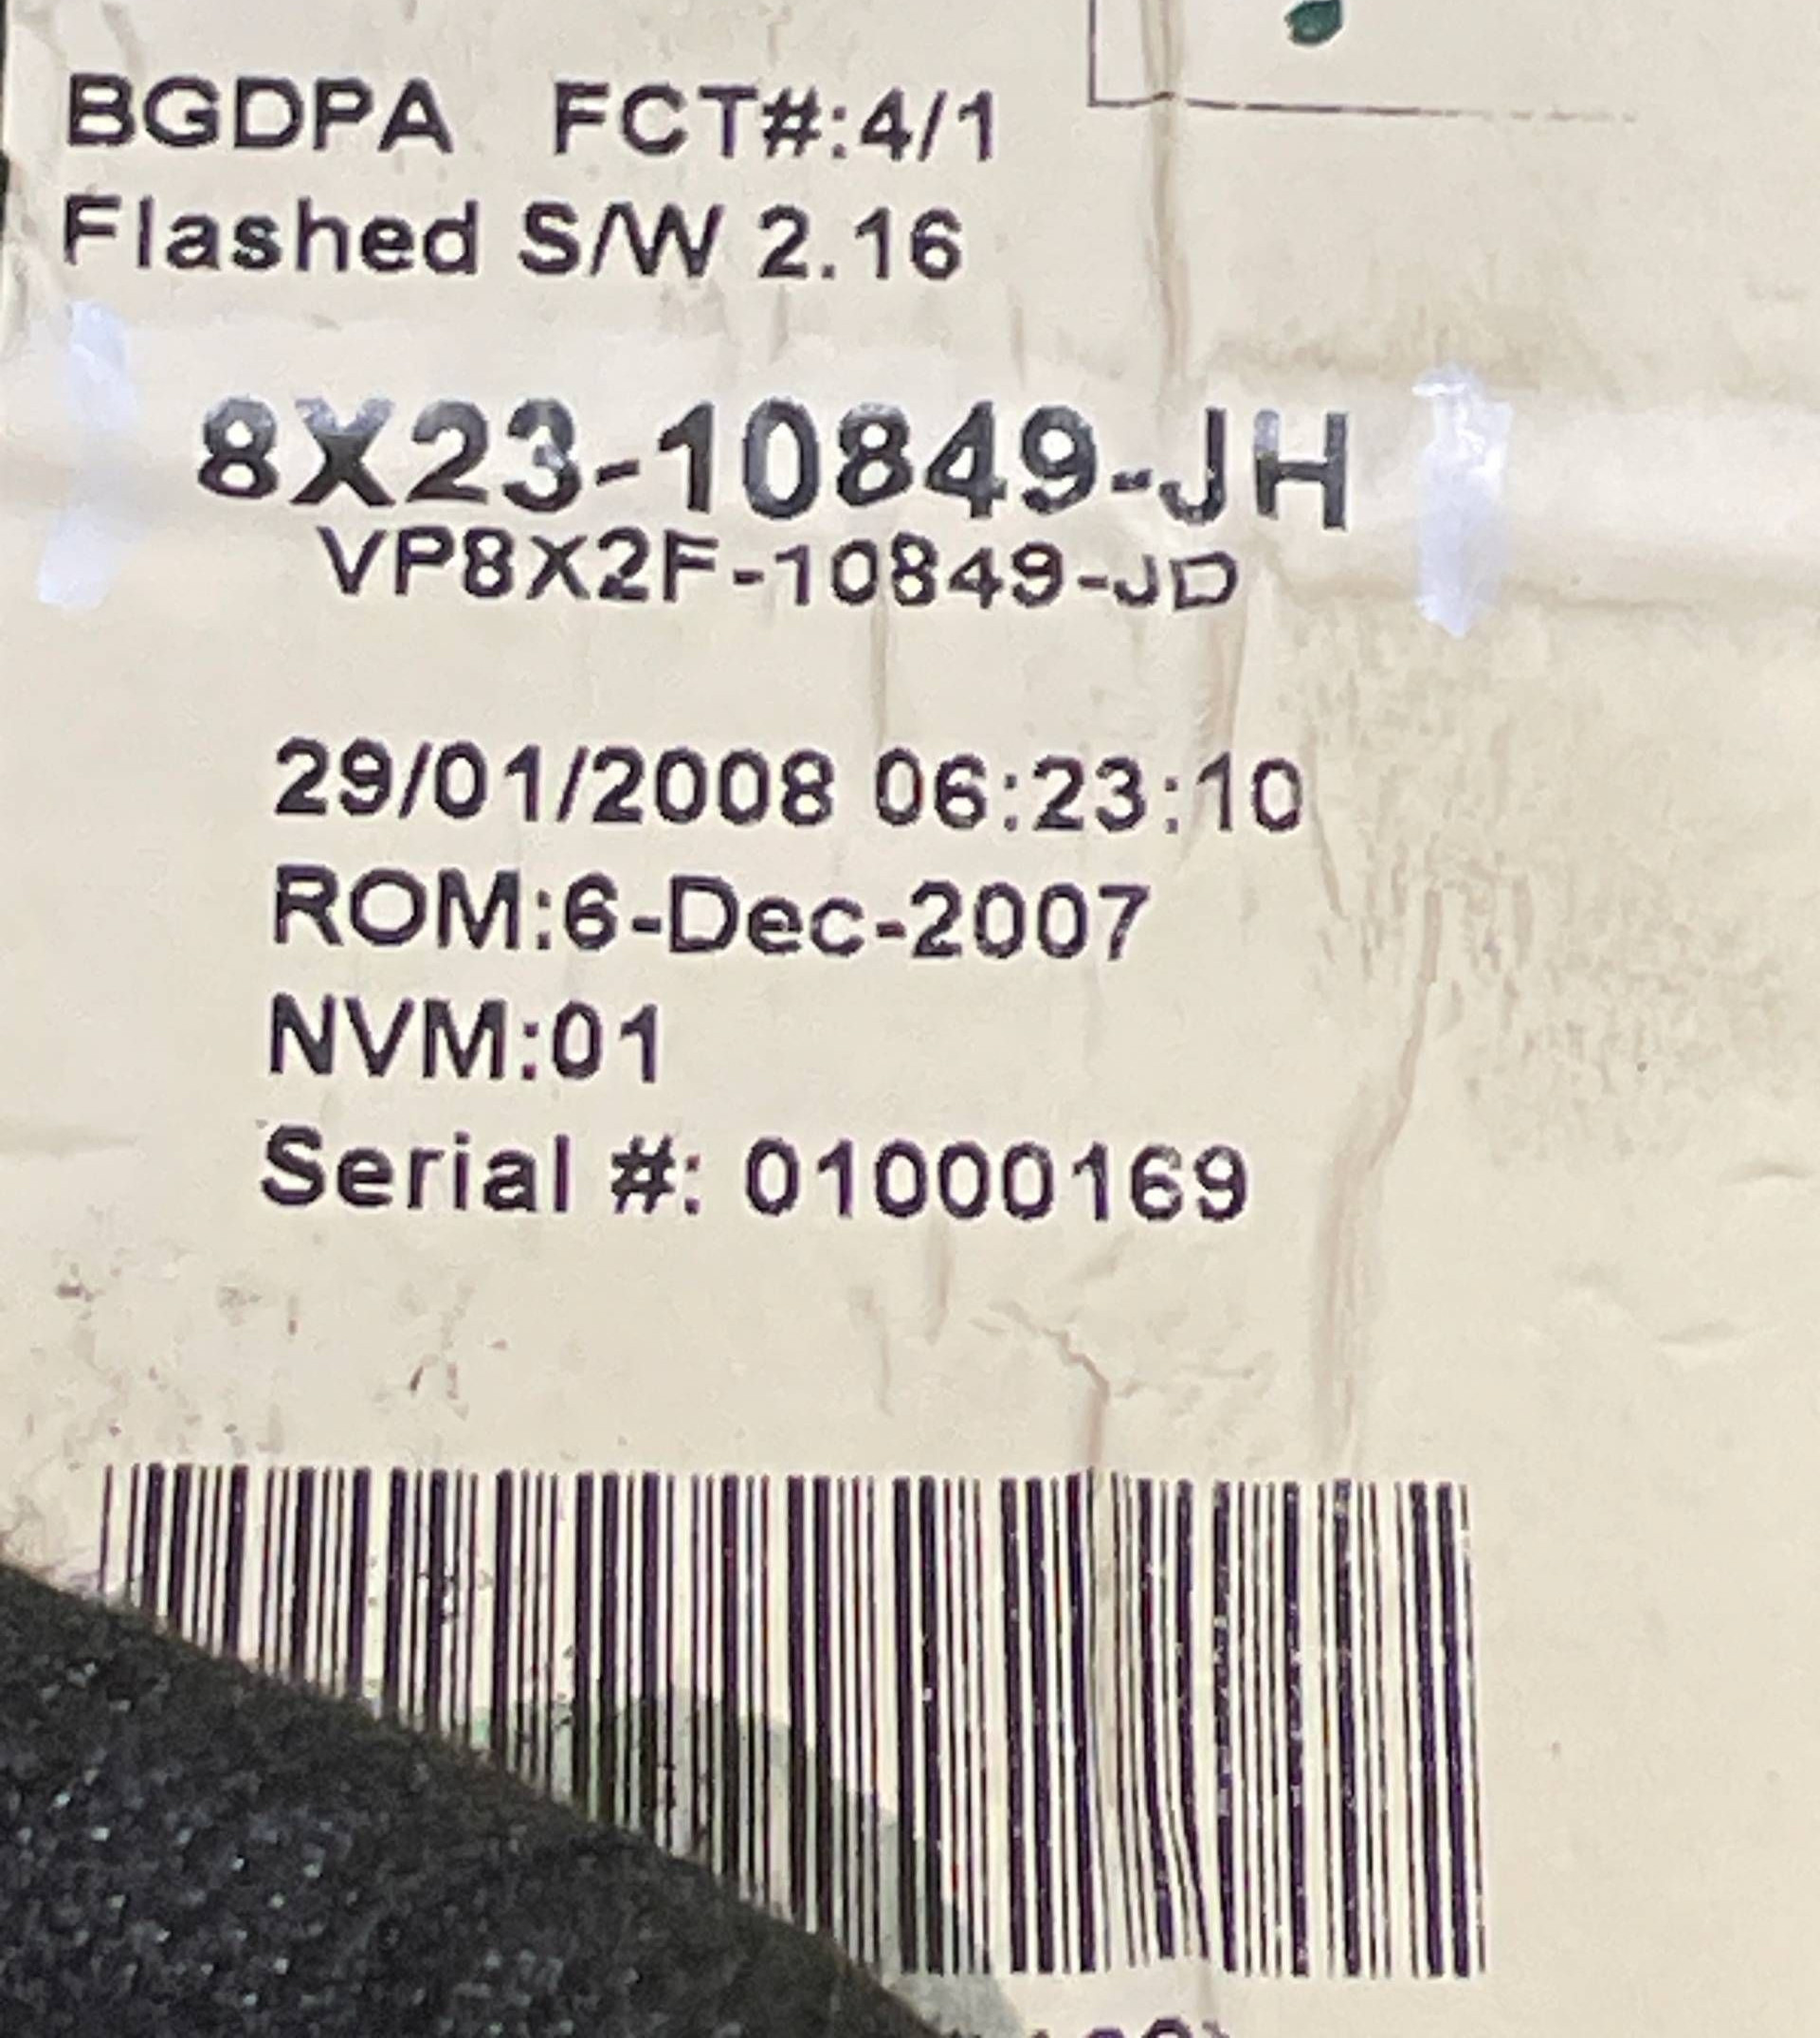 BGDPA FCT#:4/1
Flashed S/W 2.16
8X23-10849-JH
VP8X2F-10849-JD
29/01/2008 06:23:10
ROM:6-Dec-2007
NVM:01
Serial #: 01000169